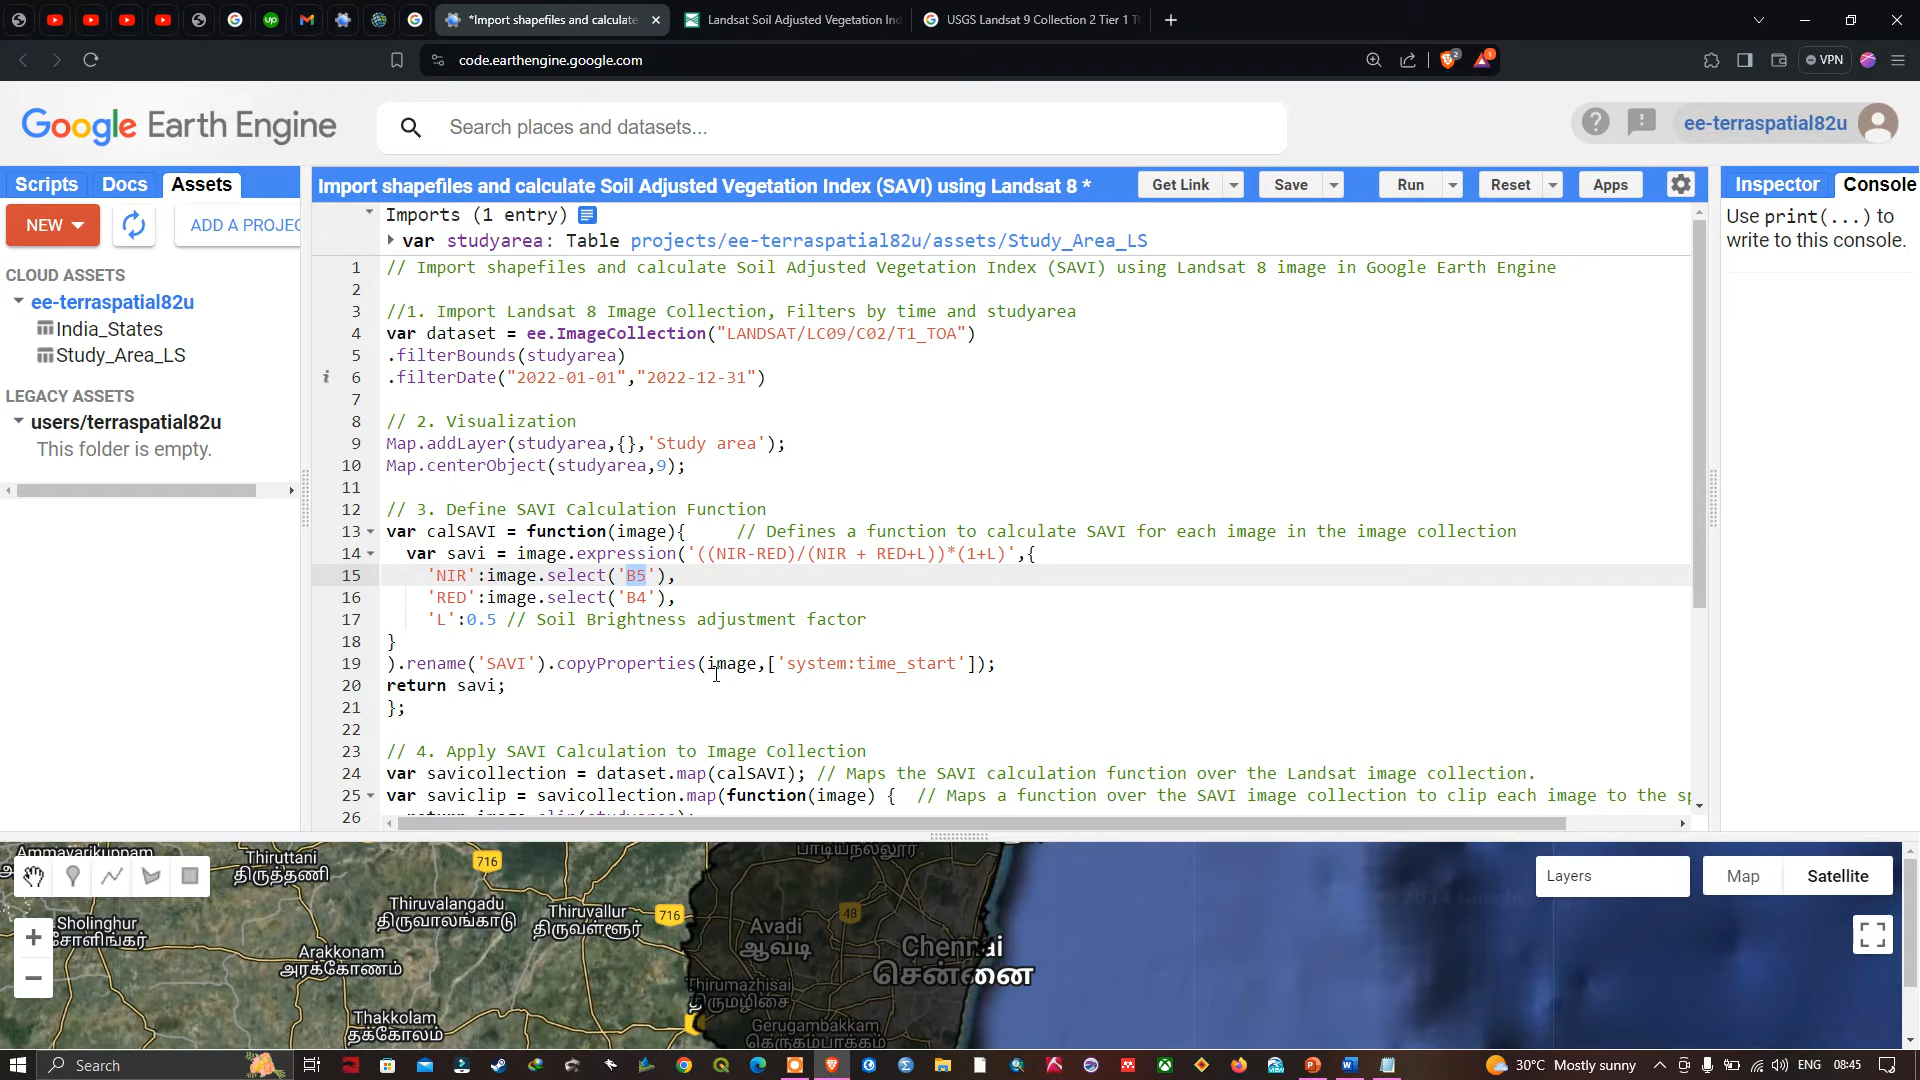 *Import shapefiles and calculate
Landsat Soil Adjusted Vegetation Ind
USGS Landsat 9 Collection 2 Tier 1 T
code.earthengine.google.com
VPN
Google Earth Engine
Search places and datasets...
ee-terraspatial82u
Scripts
Docs
Assets
Import shapefiles and calculate Soil Adjusted Vegetation Index (SAVI) using Landsat 8 *
Get Link
Save
Run
Reset
Apps
Inspector
Console
NEW
ADD A PROJEC
CLOUD ASSETS
ee-terraspatial82u
India_States
Study_Area_LS
LEGACY ASSETS
users/terraspatial82u
This folder is empty.
Use print(...) to
write to this console.
Imports (1 entry)
var studyarea: Table projects/ee-terraspatial82u/assets/Study_Area_LS
1 // Import shapefiles and calculate Soil Adjusted Vegetation Index (SAVI) using Landsat 8 image in Google Earth Engine
2
3 //1. Import Landsat 8 Image Collection, Filters by time and studyarea
4 var dataset = ee.ImageCollection("LANDSAT/LC09/C02/T1_TOA")
5 .filterBounds(studyarea)
i 6 .filterDate("2022-01-01","2022-12-31")
7
8 // 2. Visualization
9 Map.addLayer(studyarea,{},'Study area');
10 Map.centerObject(studyarea,9);
11
12 // 3. Define SAVI Calculation Function
13 var calSAVI = function(image){ // Defines a function to calculate SAVI for each image in the image collection
14 var savi = image.expression('((NIR-RED)/(NIR + RED+L))*(1+L)',{
15 'NIR':image.select('B5'),
16 'RED':image.select('B4'),
17 'L':0.5 // Soil Brightness adjustment factor
18 }
19 ).rename('SAVI').copyProperties(image,['system:time_start']);
20 return savi;
21 };
22
23 // 4. Apply SAVI Calculation to Image Collection
24 var savicollection = dataset.map(calSAVI); // Maps the SAVI calculation function over the Landsat image collection.
25 var saviclip = savicollection.map(function(image) { // Maps a function over the SAVI image collection to clip each image to the sp
26
Ammavarikuppam
Thiruttani
திருத்தணி
716
Sholinghur
சோளிங்கர்
Thiruvalangadu
திருவாலங்காடு
Thiruvallur
திருவள்ளூர்
716
Arakkonam
அரக்கோணம்
Thakkolam
தக்கோலம்
Avadi
ஆவடி
48
Chennai
சென்னை
Thirumazhisai
திருமழிசை
Gerugambakkam
Layers
Map
Satellite
Search
30°C Mostly sunny
ENG
08:45